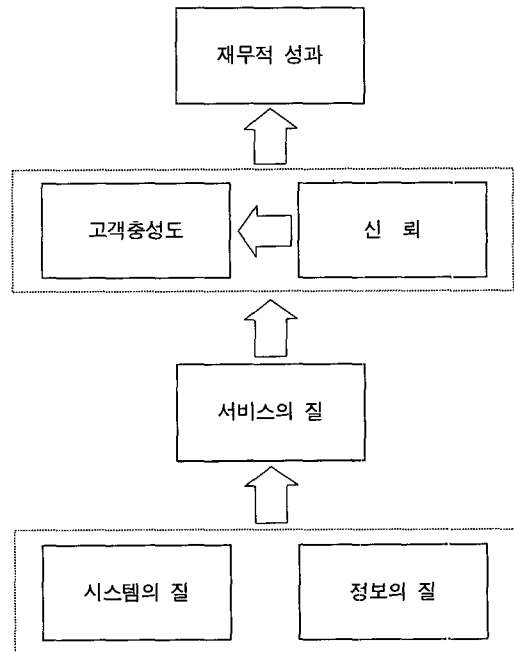 재무적 성과
고객충성도
신 뢰
서비스의 질
시스템의 질
정보의 질